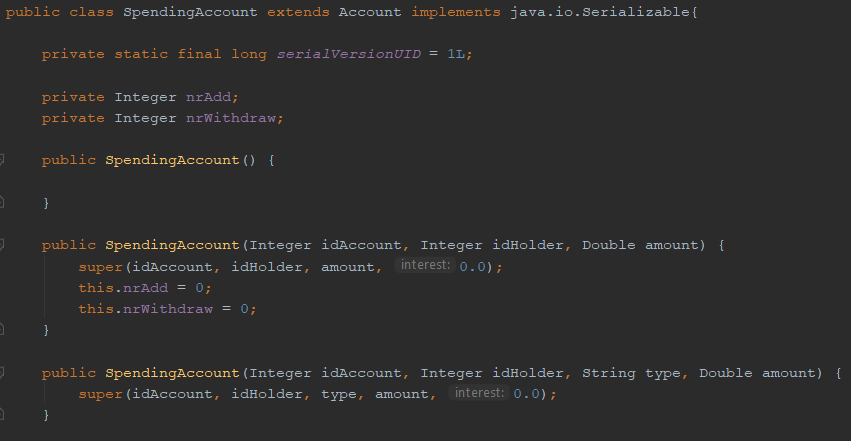 public class SpendingAccount extends Account implements java.io.Serializable{
private static final long serialVersionUID = 1L;
private Integer nrAdd;
private Integer nrWithdraw;
public SpendingAccount() {
}
public SpendingAccount(Integer idAccount, Integer idHolder, Double amount) {
super(idAccount, idHolder, amount, interest: 0.0);
this.nrAdd = 0;
this.nrWithdraw = 0;
}
public SpendingAccount(Integer idAccount, Integer idHolder, String type, Double amount) {
super(idAccount, idHolder, type, amount, interest: 0.0);
}